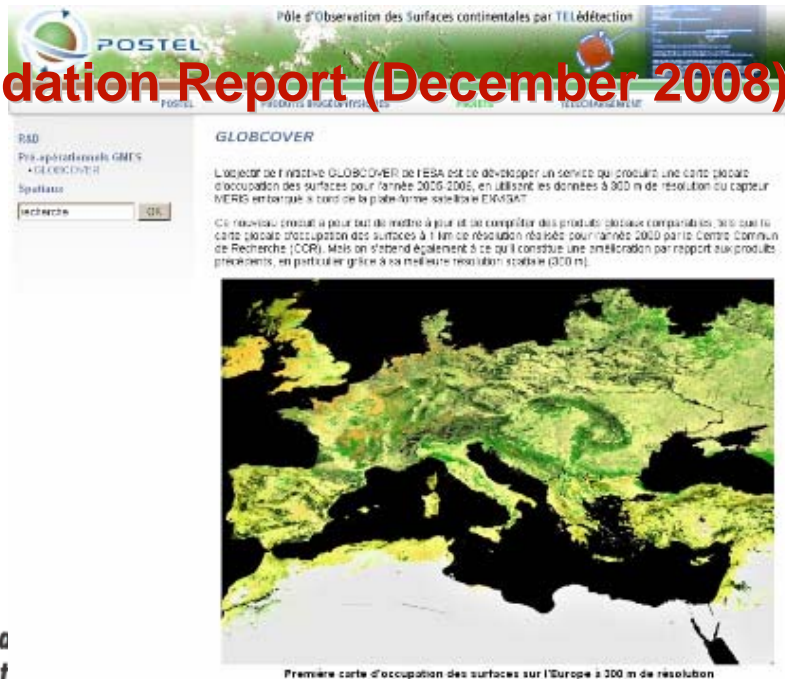 Pôle d'Observation des Surfaces continentales par TELédétection
POSTEL
dation Report (December 2008)
POSTEL PRODUITS BIOGÉOPHYSIQUES PROJETS TÉLÉCHARGEMENT
R&D
Pré-opérationnels GMES
• GLOBCOVER
Spatiaux
recherche OK
GLOBCOVER
L'objectif de l'initiative GLOBCOVER de l'ESA est de développer un service qui produira une carte globale
d'occupation des surfaces pour l'année 2005-2006, en utilisant les données à 300 m de résolution du capteur
MERIS embarqué à bord de la plate-forme satellitale ENVISAT.
Ce nouveau produit a pour but de mettre à jour et de compléter des produits globaux comparables, tels que la
carte globale d'occupation des surfaces à 1 km de résolution réalisés pour l'année 2000 par le Centre Commun
de Recherche (CCR). Mais on s'attend également à ce qu'il constitue une amélioration par rapport aux produits
précédents, en particulier grâce à sa meilleure résolution spatiale (300 m).
Première carte d'occupation des surfaces sur l'Europe à 300 m de résolution